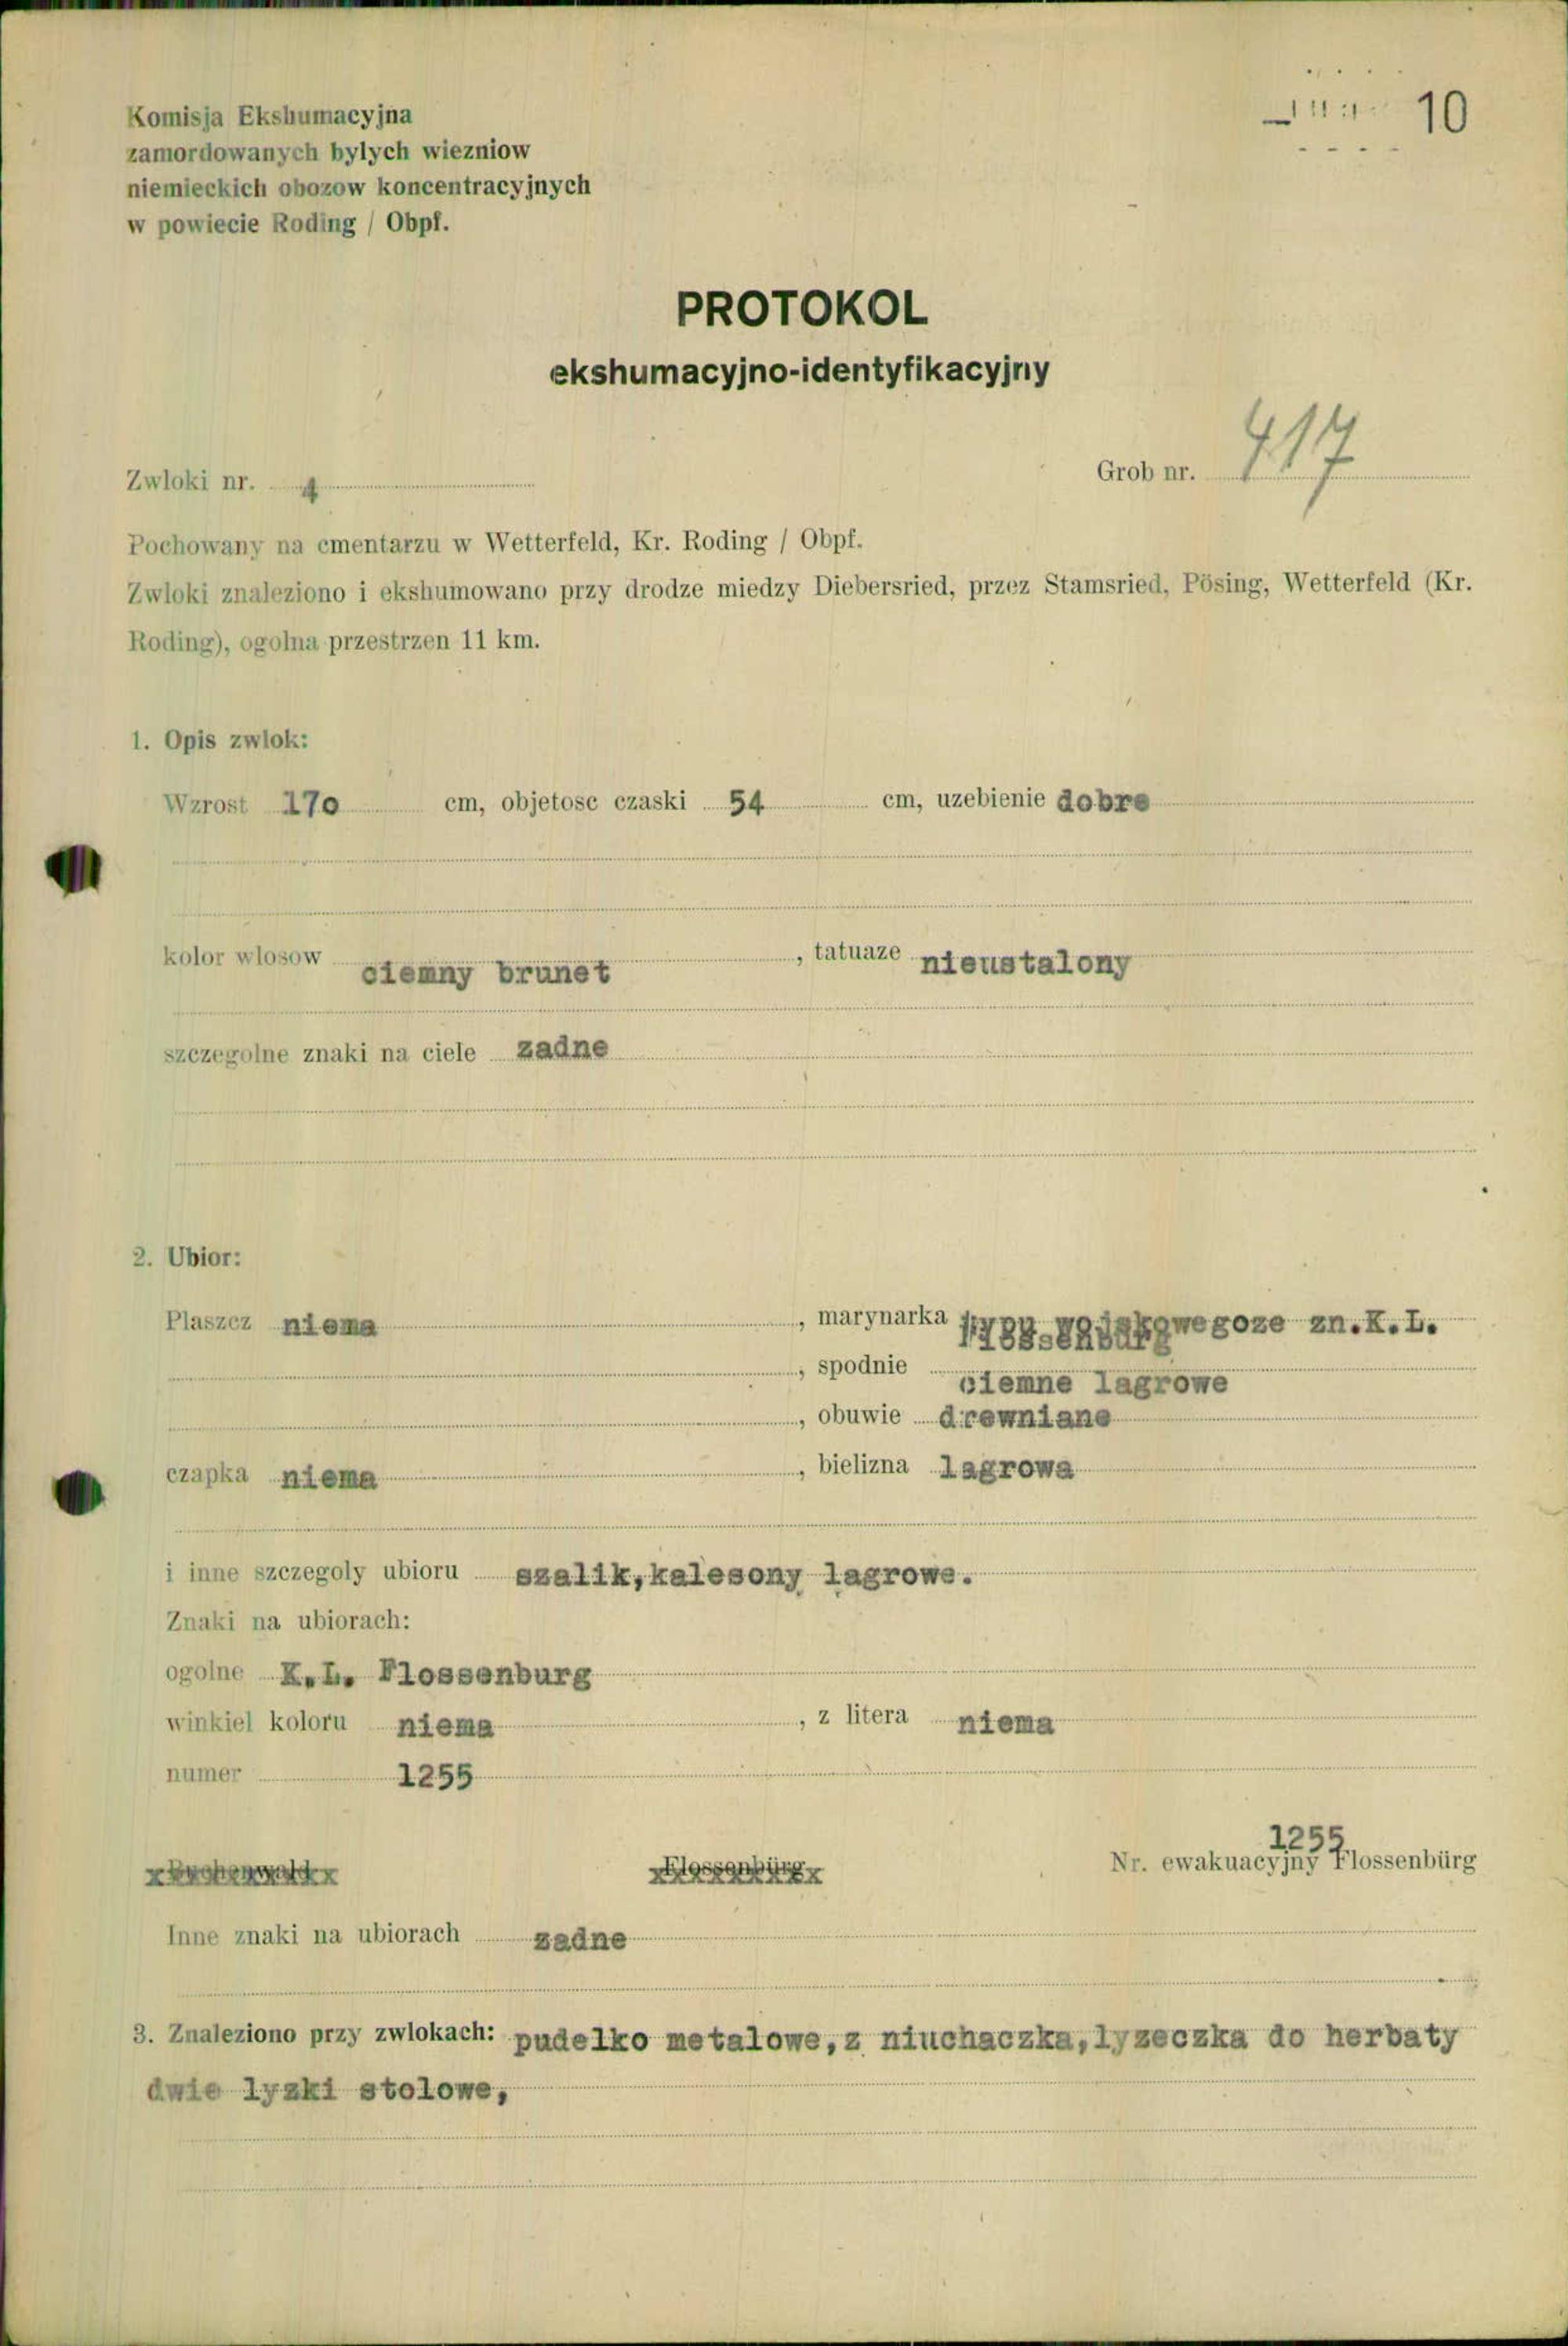 10
Komisja Ekshumacyjna
zamordowanych bylych wiezniow
niemieckich obozow koncentracyjnych
w powiecie Roding / Obpf.
PROTOKOL
ekshumacyjno-identyfikacyjny
Zwloki nr. 4 Grob nr. 417
Pochowany na cmentarzu w Wetterfeld, Kr. Roding / Obpf.
Zwloki znaleziono i ekshumowano przy drodze miedzy Diebersried, przez Stamsried, Pösing, Wetterfeld (Kr.
Roding), ogolna przestrzen 11 km.
1. Opis zwlok:
Wzrost 170 cm, objetosc czaski 54 cm, uzebienie dobre
kolor wlosow ciemny brunet , tatuaze nieustalony
szczegolne znaki na ciele zadne
2. Ubior:
Plaszcz niema , marynarka zn.K.L.
, spodnie ciemne lagrowe
, obuwie drewniane
czapka niema , bielizna lagrowa
i inne szczegoly ubioru szalik,kalesony lagrowe.
Znaki na ubiorach:
ogolne K.L. Flossenburg
winkiel koloru niema , z litera niema
numer 1255
1255
Buchenwald Flossenbürg Nr. ewakuacyjny Flossenbürg
Inne znaki na ubiorach zadne
3. Znaleziono przy zwlokach: pudelko metalowe,z niuchaczka,lyzeczka do herbaty
dwie lyzki stolowe,